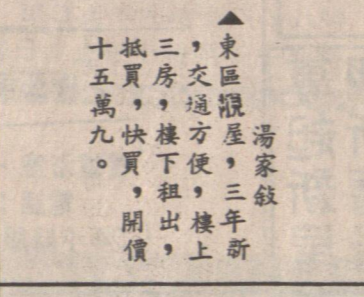 湯家敍
▲東區靚屋，三年新
，交通方便，樓上
三房，樓下租出，
抵買，快買，開價
十五萬九。